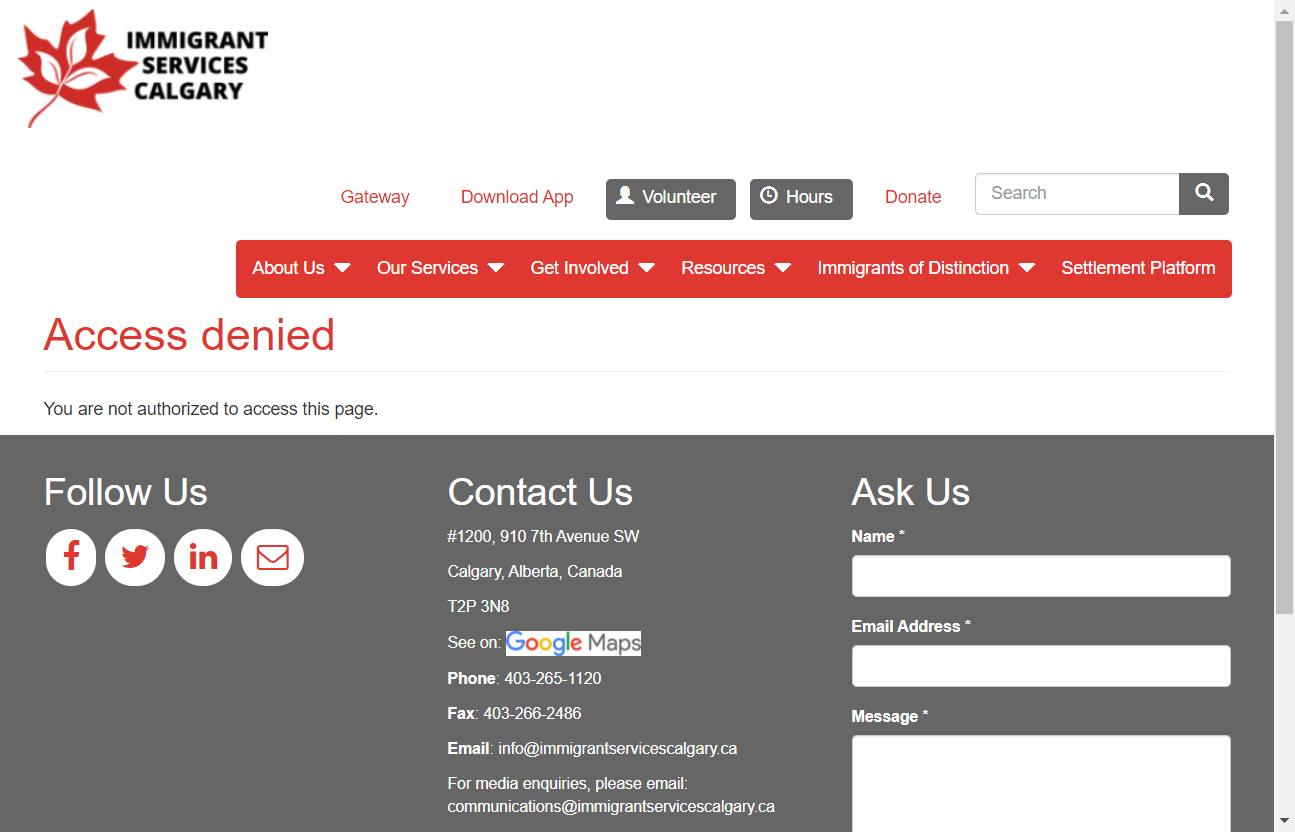 IMMIGRANT
SERVICES
CALGARY
Gateway
Download App
Volunteer
Hours
Donate
Search
About Us
Our Services
Get Involved
Resources
Immigrants of Distinction
Settlement Platform
Access denied
You are not authorized to access this page.
Follow Us
Contact Us
#1200, 910 7th Avenue SW
Calgary, Alberta, Canada
T2P 3N8
See on: Google Maps
Phone: 403-265-1120
Fax: 403-266-2486
Email: info@immigrantservicescalgary.ca
For media enquiries, please email:
communications@immigrantservicescalgary.ca
Ask Us
Name *
Email Address *
Message *